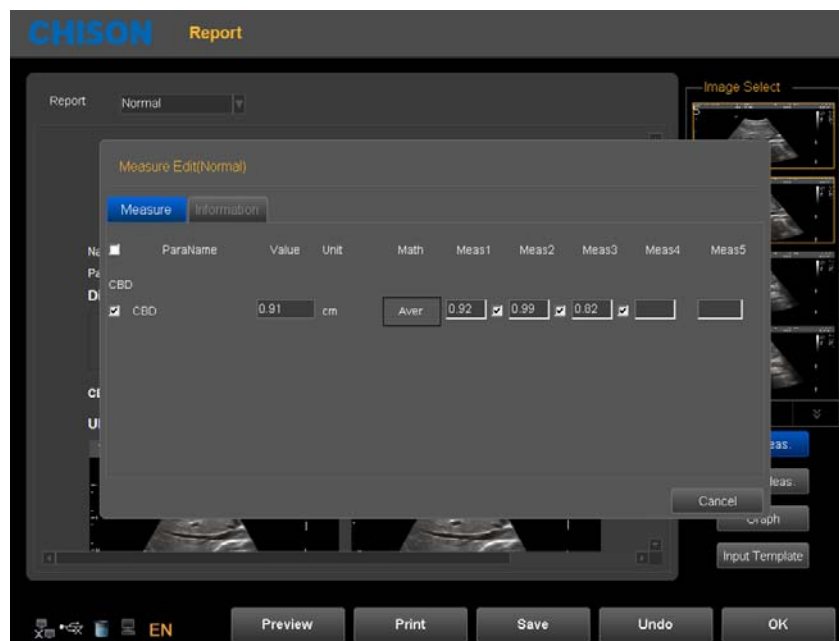 CHISON Report
Report Normal
Image Select
Measure Edit(Normal)
Measure Information
ParaName Value Unit Math Meas1 Meas2 Meas3 Meas4 Meas5
CBD
CBD 0.91 cm Aver 0.92 0.99 0.82
Cancel
Graph
Input Template
EN Preview Print Save Undo OK